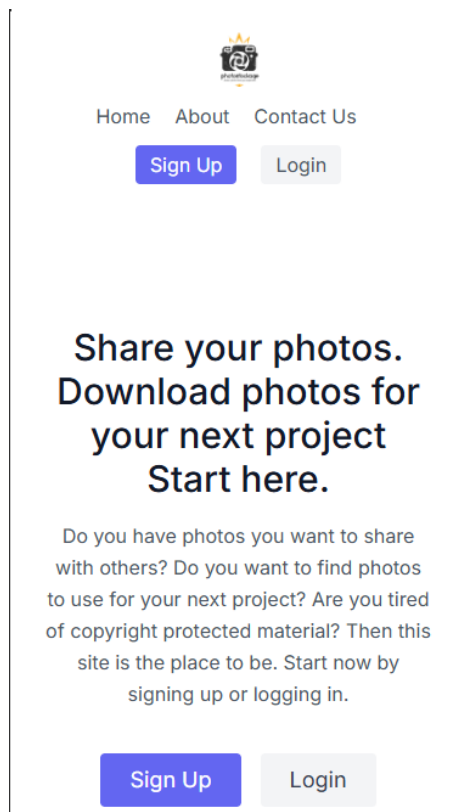 Home About Contact Us
Sign Up Login
Share your photos.
Download photos for
your next project
Start here.
Do you have photos you want to share
with others? Do you want to find photos
to use for your next project? Are you tired
of copyright protected material? Then this
site is the place to be. Start now by
signing up or logging in.
Sign Up Login